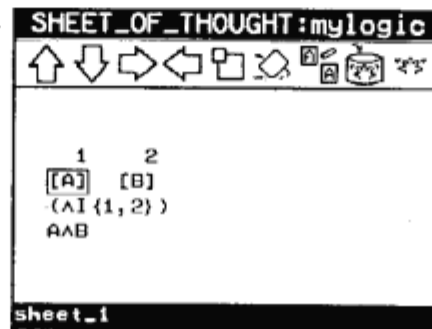 SHEET_OF_THOUGHT:mylogic
A
A
1 2
[A] [B]
(∧I{1,2})
A∧B
sheet_1